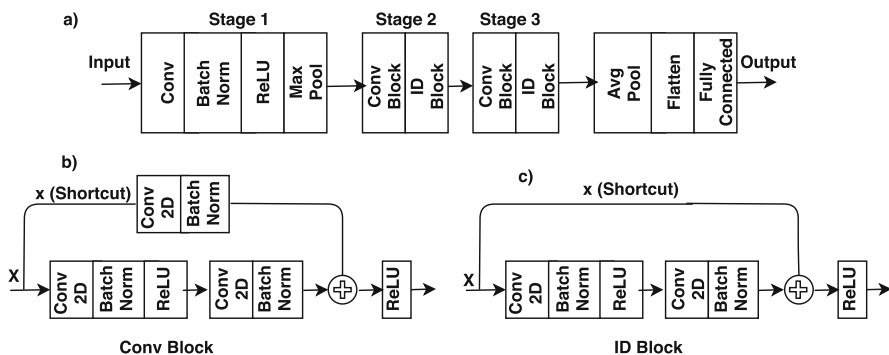 a)
Stage 1
Stage 2
Stage 3
Input
Conv
Batch
Norm
ReLU
Max
Pool
Conv
Block
ID
Block
Conv
Block
ID
Block
Avg
Pool
Flatten
Fully
Connected
Output
b)
x (Shortcut)
Conv
2D
Batch
Norm
X
Conv
2D
Batch
Norm
ReLU
Conv
2D
Batch
Norm
ReLU
Conv Block
c)
x (Shortcut)
X
Conv
2D
Batch
Norm
ReLU
Conv
2D
Batch
Norm
ReLU
ID Block